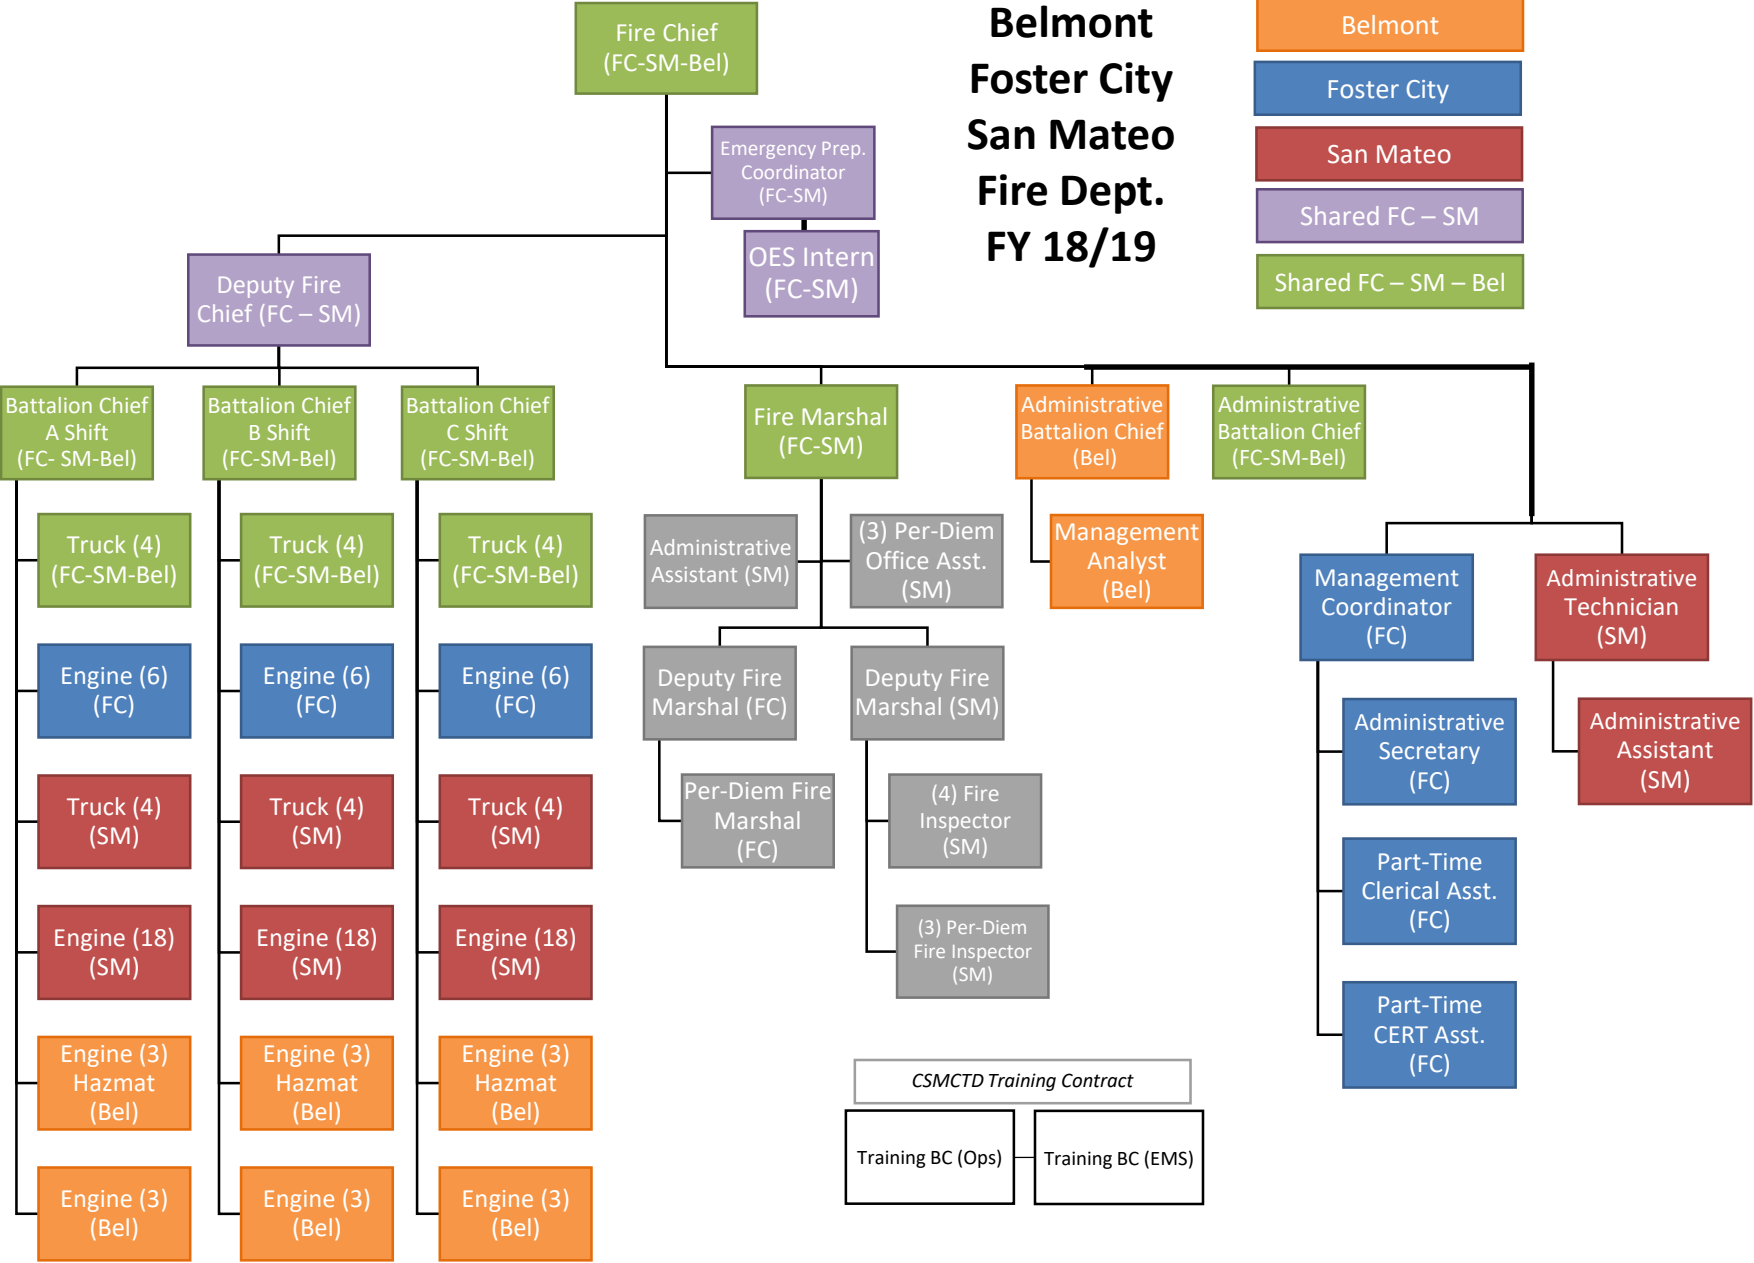 Fire Chief
(FC-SM-Bel)
Belmont
Foster City
San Mateo
Fire Dept.
FY 18/19
Belmont
Foster City
San Mateo
Shared FC – SM
Shared FC – SM – Bel
Emergency Prep.
Coordinator
(FC-SM)
OES Intern
(FC-SM)
Deputy Fire
Chief (FC – SM)
Battalion Chief
A Shift
(FC- SM-Bel)
Battalion Chief
B Shift
(FC-SM-Bel)
Battalion Chief
C Shift
(FC-SM-Bel)
Fire Marshal
(FC-SM)
Administrative
Battalion Chief
(Bel)
Administrative
Battalion Chief
(FC-SM-Bel)
Truck (4)
(FC-SM-Bel)
Truck (4)
(FC-SM-Bel)
Truck (4)
(FC-SM-Bel)
Engine (6)
(FC)
Engine (6)
(FC)
Engine (6)
(FC)
Truck (4)
(SM)
Truck (4)
(SM)
Truck (4)
(SM)
Engine (18)
(SM)
Engine (18)
(SM)
Engine (18)
(SM)
Engine (3)
Hazmat
(Bel)
Engine (3)
Hazmat
(Bel)
Engine (3)
Hazmat
(Bel)
Engine (3)
(Bel)
Engine (3)
(Bel)
Engine (3)
(Bel)
Administrative
Assistant (SM)
(3) Per-Diem
Office Asst.
(SM)
Deputy Fire
Marshal (FC)
Deputy Fire
Marshal (SM)
Per-Diem Fire
Marshal
(FC)
(4) Fire
Inspector
(SM)
(3) Per-Diem
Fire Inspector
(SM)
Management
Analyst
(Bel)
Management
Coordinator
(FC)
Administrative
Technician
(SM)
Administrative
Secretary
(FC)
Administrative
Assistant
(SM)
Part-Time
Clerical Asst.
(FC)
Part-Time
CERT Asst.
(FC)
CSMCTD Training Contract
Training BC (Ops)
Training BC (EMS)